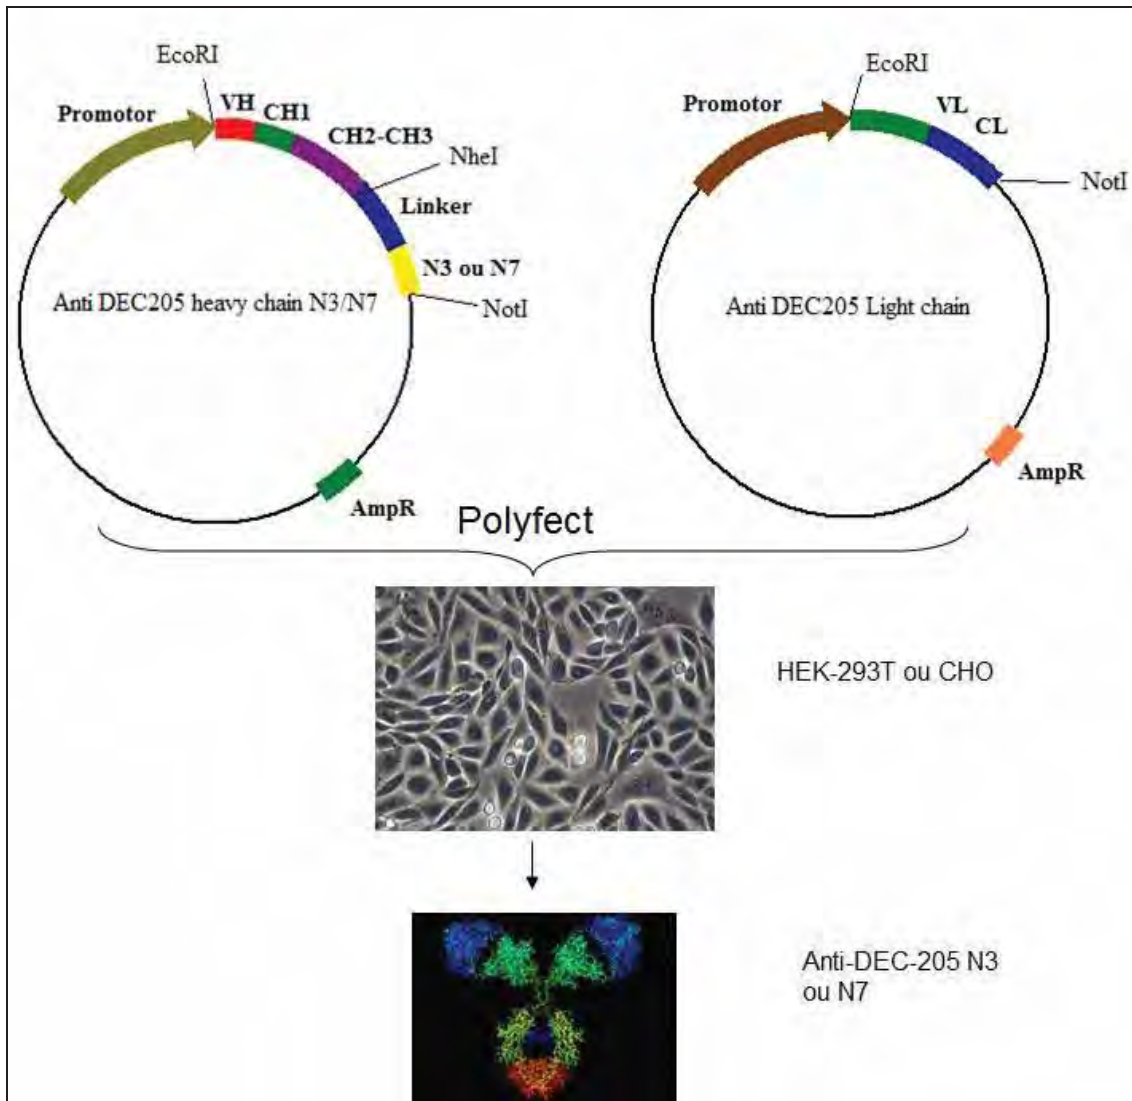 EcoRI
Promotor
VH
CH1
CH2-CH3
NheI
Linker
N3 ou N7
NotI
Anti DEC205 heavy chain N3/N7
AmpR
EcoRI
Promotor
VL
CL
NotI
Anti DEC205 Light chain
AmpR
Polyfect
HEK-293T ou CHO
Anti-DEC-205 N3
ou N7